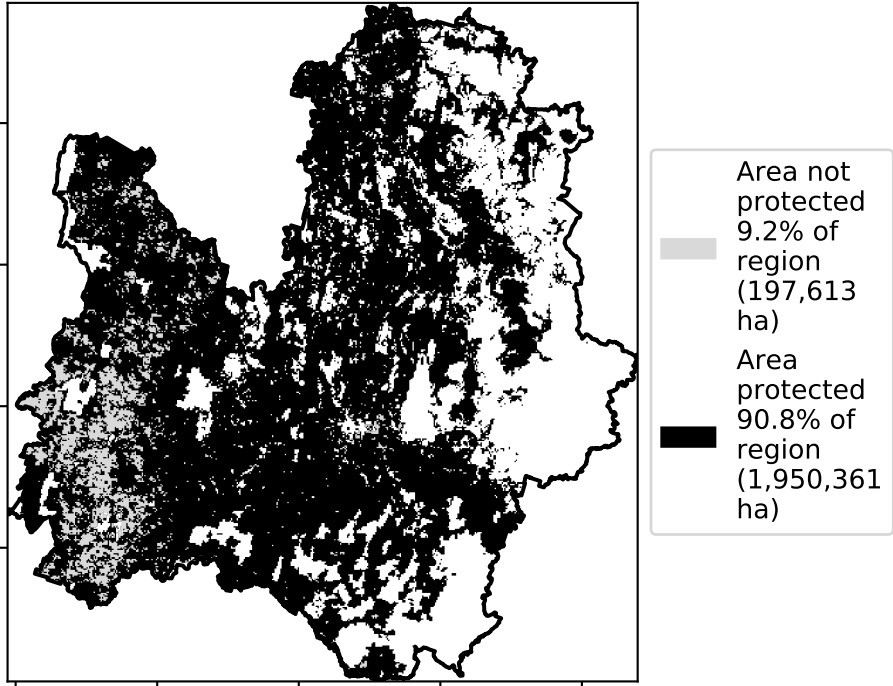 Area not
protected
9.2% of
region
(197,613
ha)
Area
protected
90.8% of
region
(1,950,361
ha)